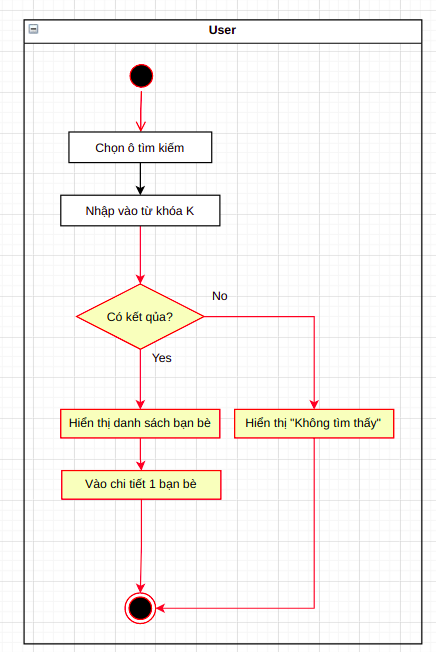 User
Chọn ô tìm kiếm
Nhập vào từ khóa K
Có kết qủa?
No
Yes
Hiển thị danh sách bạn bè
Hiển thị "Không tìm thấy"
Vào chi tiết 1 bạn bè